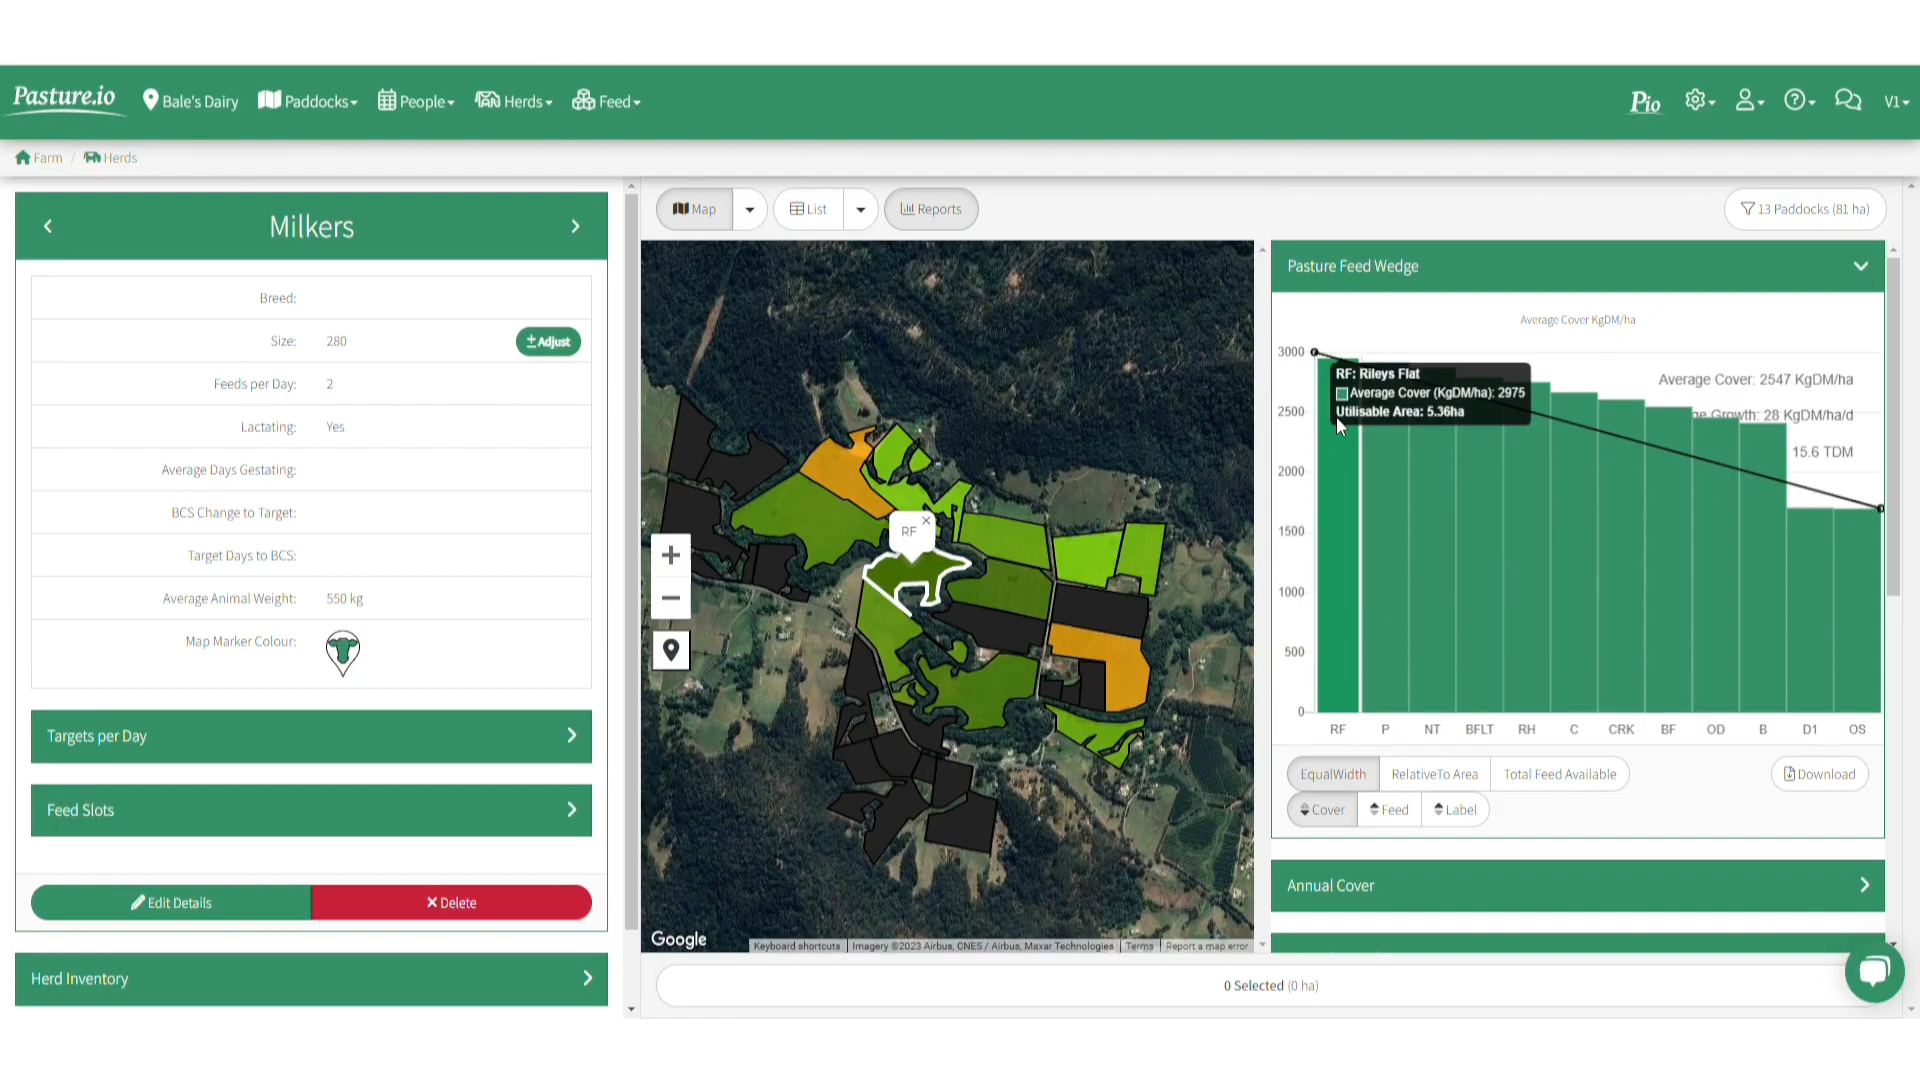 Pasture.io
Bale's Dairy
Paddocks
People
Herds
Feed
Pio
V1
Farm / Herds
Milkers
Breed:
Size: 280
Adjust
Feeds per Day: 2
Lactating: Yes
Average Days Gestating:
BCS Change to Target:
Target Days to BCS:
Average Animal Weight: 550 kg
Map Marker Colour:
Targets per Day
Feed Slots
Edit Details
Delete
Herd Inventory
Map
List
Reports
13 Paddocks (81 ha)
RF
Google
Keyboard shortcuts
Imagery ©2023 Airbus, CNES / Airbus, Maxar Technologies
Terms
Report a map error
0 Selected (0 ha)
Pasture Feed Wedge
Average Cover KgDM/ha
3000
2500
2000
1500
1000
500
0
RF: Rileys Flat
Average Cover (KgDM/ha): 2975
Utilisable Area: 5.36ha
Average Cover: 2547 KgDM/ha
Growth: 28 KgDM/ha/d
15.6 TDM
RF P NT BFLT RH C CRK BF OD B D1 OS
EqualWidth
RelativeTo Area
Total Feed Available
Download
Cover
Feed
Label
Annual Cover